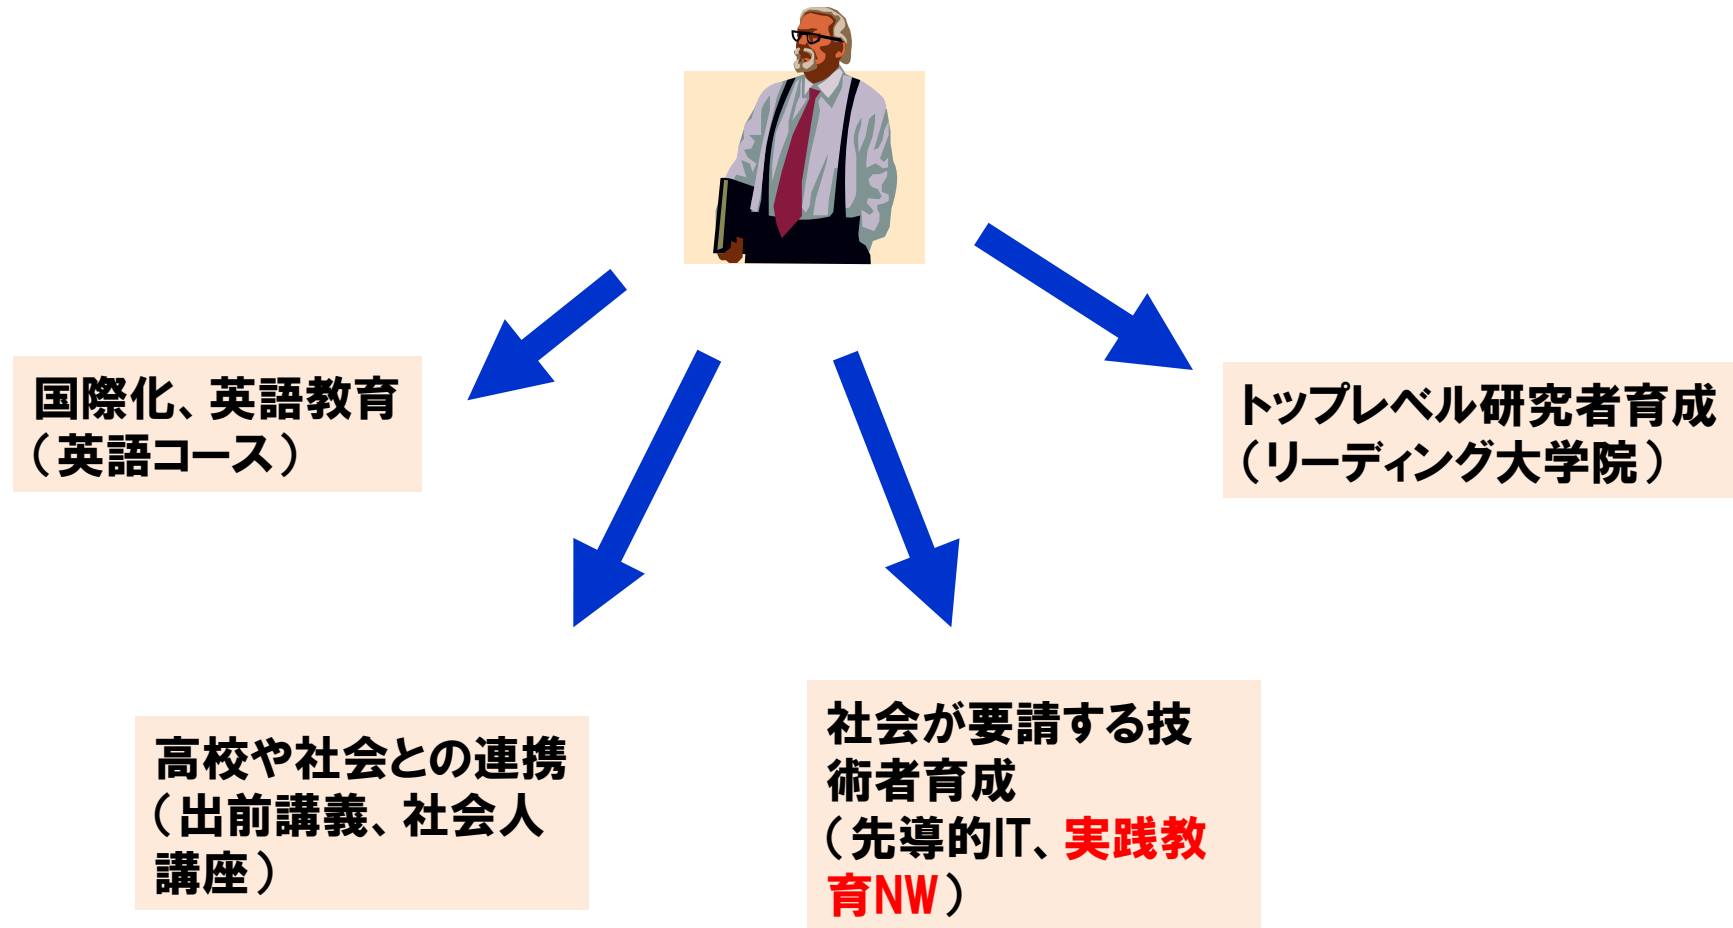 国際化、英語教育
（英語コース）
トップレベル研究者育成
（リーディング大学院）
高校や社会との連携
（出前講義、社会人
講座）
社会が要請する技
術者育成
（先導的IT、実践教
育NW）